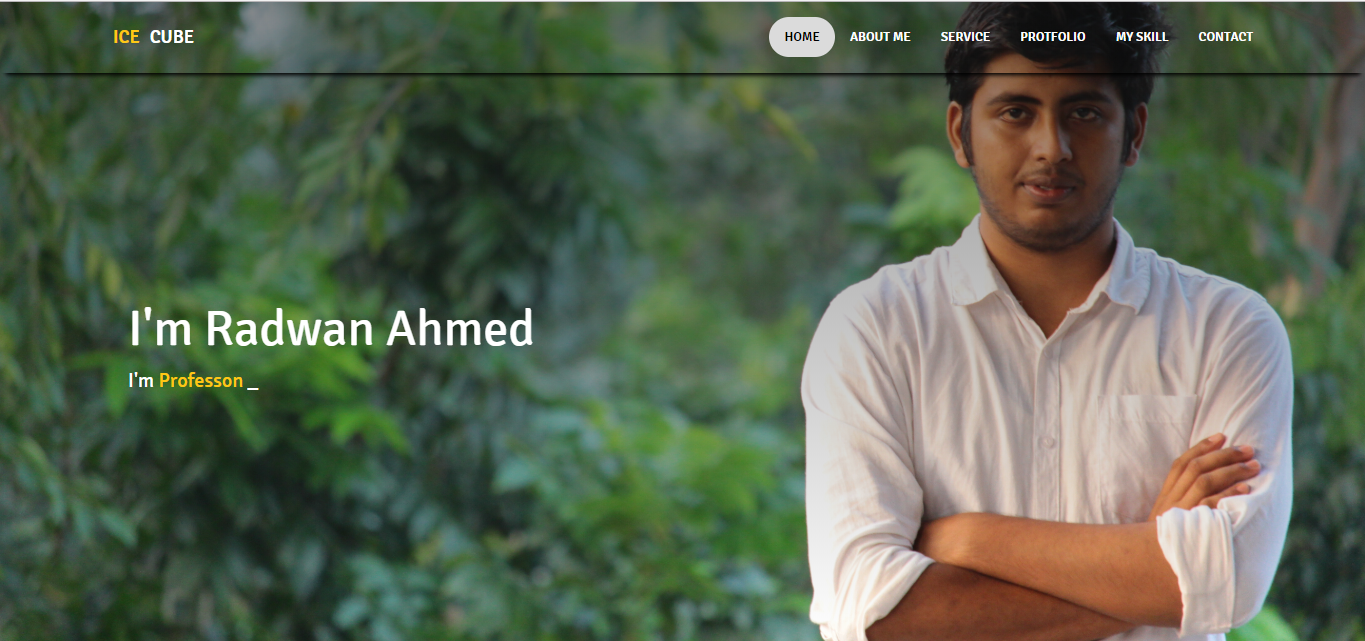 ICE CUBE
HOME ABOUT ME SERVICE PROTFOLIO MY SKILL CONTACT
I'm Radwan Ahmed
I'm Professon _